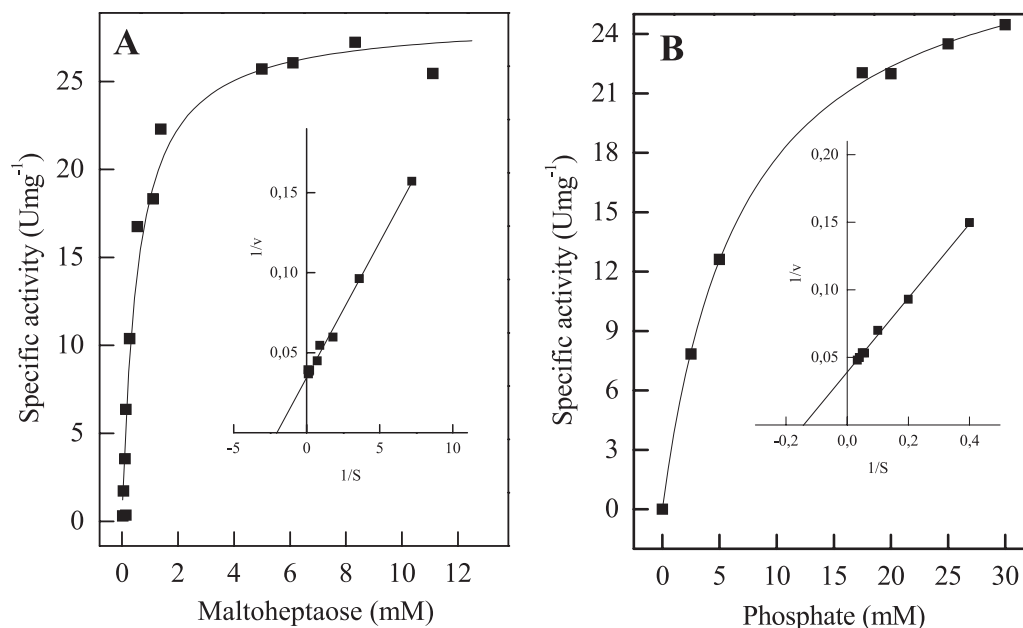 A
Specific activity (Umg-1)
25
20
15
10
5
0
0 2 4 6 8 10 12
Maltoheptaose (mM)
1/v
0,15
0,10
0,05
-5 0 5 10
1/S
B
Specific activity (Umg-1)
24
21
18
15
12
9
6
3
0
0 5 10 15 20 25 30
Phosphate (mM)
1/v
0,20
0,15
0,10
0,05
-0,2 0,0 0,2 0,4
1/S